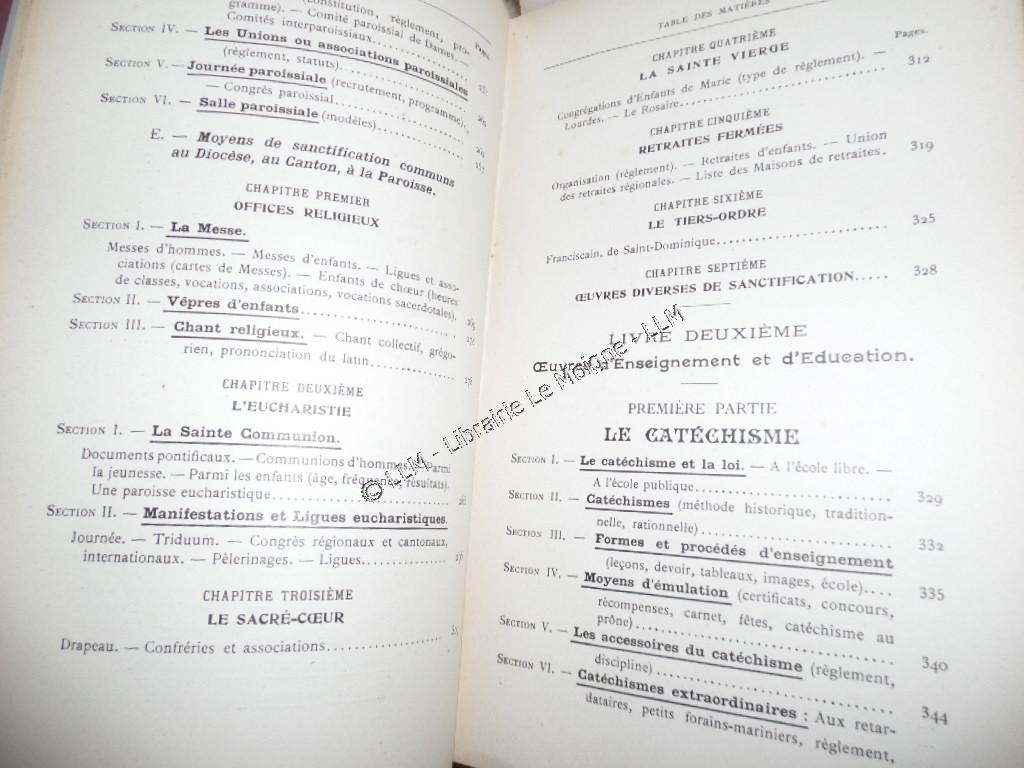 constitution, règlement, pro-
gramme). — Comité paroissial de Dames. —
Comités interparoissiaux
Pages
SECTION IV. — Les Unions ou associations paroissiales
(règlement, statuts)
SECTION V. — Journée paroissiale (recrutement, programme).
— Congrès paroissial
SECTION VI. — Salle paroissiale (modèles)
E. — Moyens de sanctification communs
au Diocèse, au Canton, à la Paroisse.
CHAPITRE PREMIER
OFFICES RELIGIEUX
SECTION I. — La Messe.
Messes d'hommes. — Messes d'enfants. — Ligues et asso-
ciations (cartes de Messes). — Enfants de chœur (heures
de classes, vocations, associations, vocations sacerdotales).
SECTION II. — Vêpres d'enfants
SECTION III. — Chant religieux. — Chant collectif, grégo-
rien, prononciation du latin
CHAPITRE DEUXIÈME
L'EUCHARISTIE
SECTION I. — La Sainte Communion.
Documents pontificaux. — Communions d'hommes. — Parmi
la jeunesse. — Parmi les enfants (âge, fréquence, résultats).
Une paroisse eucharistique
SECTION II. — Manifestations et Ligues eucharistiques.
Journée. — Triduum. — Congrès régionaux et cantonaux,
internationaux. — Pèlerinages. — Ligues
CHAPITRE TROISIÈME
LE SACRÉ-CŒUR
Drapeau. — Confréries et associations
TABLE DES MATIÈRES
CHAPITRE QUATRIÈME
LA SAINTE VIERGE
Pages.
Congrégations d'Enfants de Marie (type de règlement). —
Lourdes. — Le Rosaire 312
CHAPITRE CINQUIÈME
RETRAITES FERMÉES
Organisation (règlement). — Retraites d'enfants. — Union
des retraites régionales. — Liste des Maisons de retraites. 319
CHAPITRE SIXIÈME
LE TIERS-ORDRE
Franciscain, de Saint-Dominique 325
CHAPITRE SEPTIÈME
ŒUVRES DIVERSES DE SANCTIFICATION 328
LIVRE DEUXIÈME
Œuvres d'Enseignement et d'Education.
PREMIÈRE PARTIE
LE CATÉCHISME
SECTION I. — Le catéchisme et la loi. — A l'école libre. —
A l'école publique 329
SECTION II. — Catéchismes (méthode historique, tradition-
nelle, rationnelle) 332
SECTION III. — Formes et procédés d'enseignement
(leçons, devoir, tableaux, images, école) 335
SECTION IV. — Moyens d'émulation (certificats, concours,
récompenses, carnet, fêtes, catéchisme au
prône) 340
SECTION V. — Les accessoires du catéchisme (règlement,
discipline) 344
SECTION VI. — Catéchismes extraordinaires : Aux retar-
dataires, petits forains-mariniers, règlement,
© LLM - Librairie Le Moigne - LLM